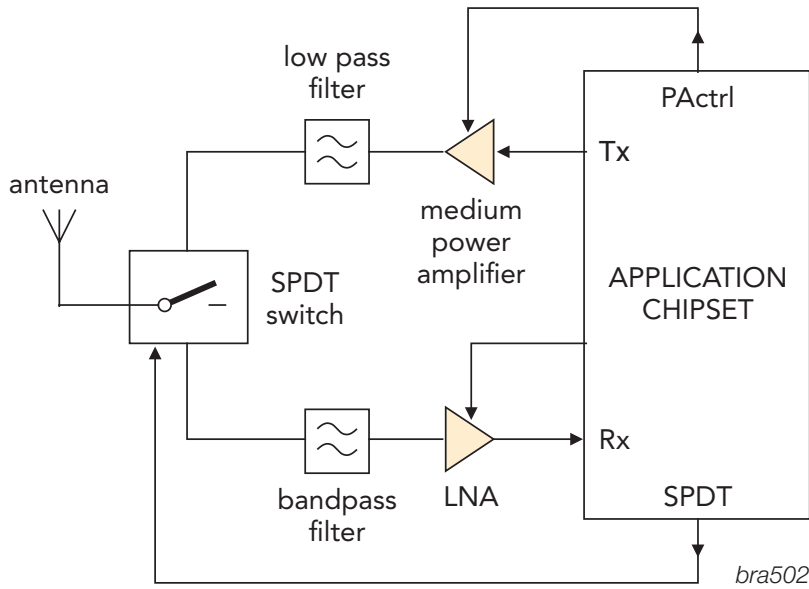 low pass
filter
PActrl
Tx
antenna
medium
power
amplifier
SPDT
switch
APPLICATION
CHIPSET
Rx
bandpass
filter
LNA
SPDT
bra502